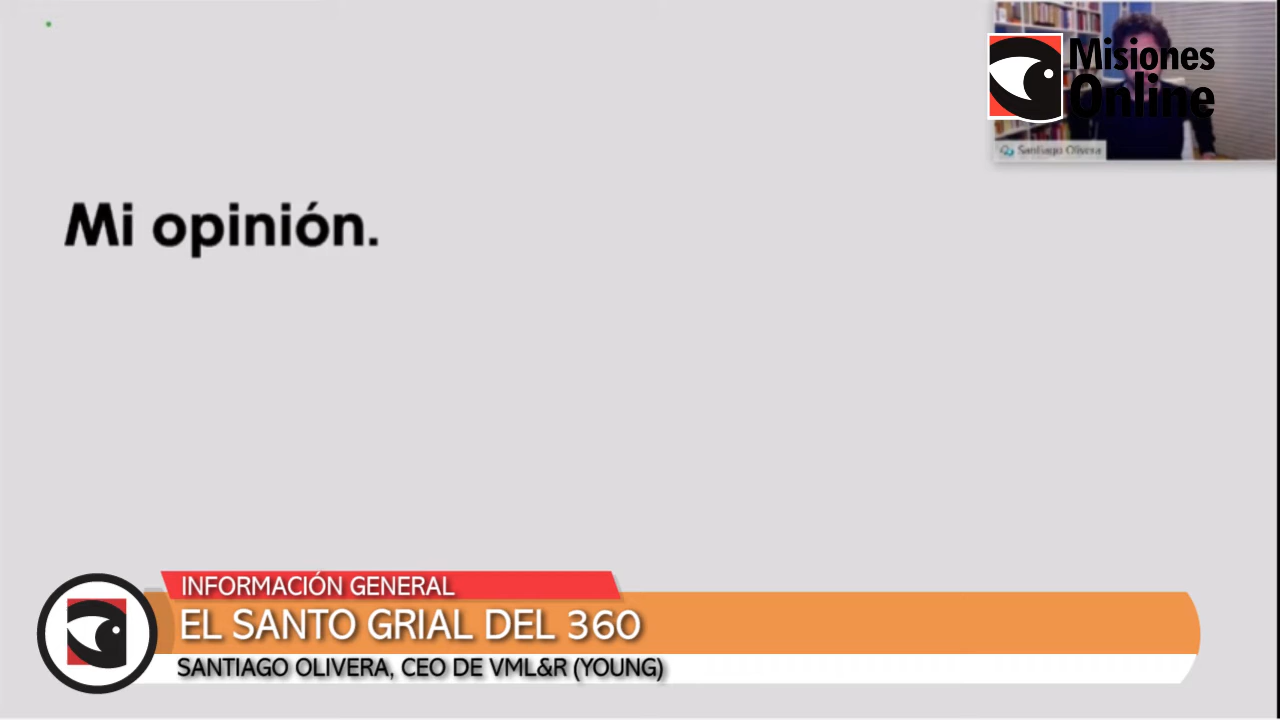 Misiones
Online
Santiago Olivera
Mi opinión.
INFORMACIÓN GENERAL
EL SANTO GRIAL DEL 360
SANTIAGO OLIVERA, CEO DE VML&R (YOUNG)